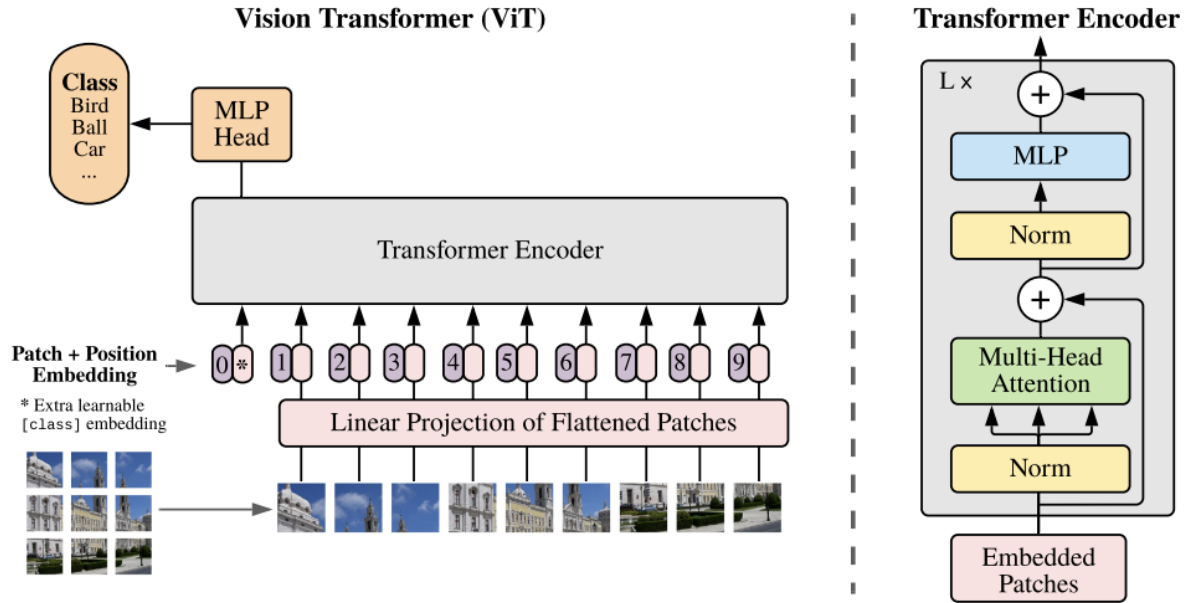 Vision Transformer (ViT)
Class
Bird
Ball
Car
...
MLP
Head
Transformer Encoder
Patch + Position
Embedding
* Extra learnable
[class] embedding
0 * 1 2 3 4 5 6 7 8 9
Linear Projection of Flattened Patches
Transformer Encoder
L ×
+
MLP
Norm
+
Multi-Head
Attention
Norm
Embedded
Patches